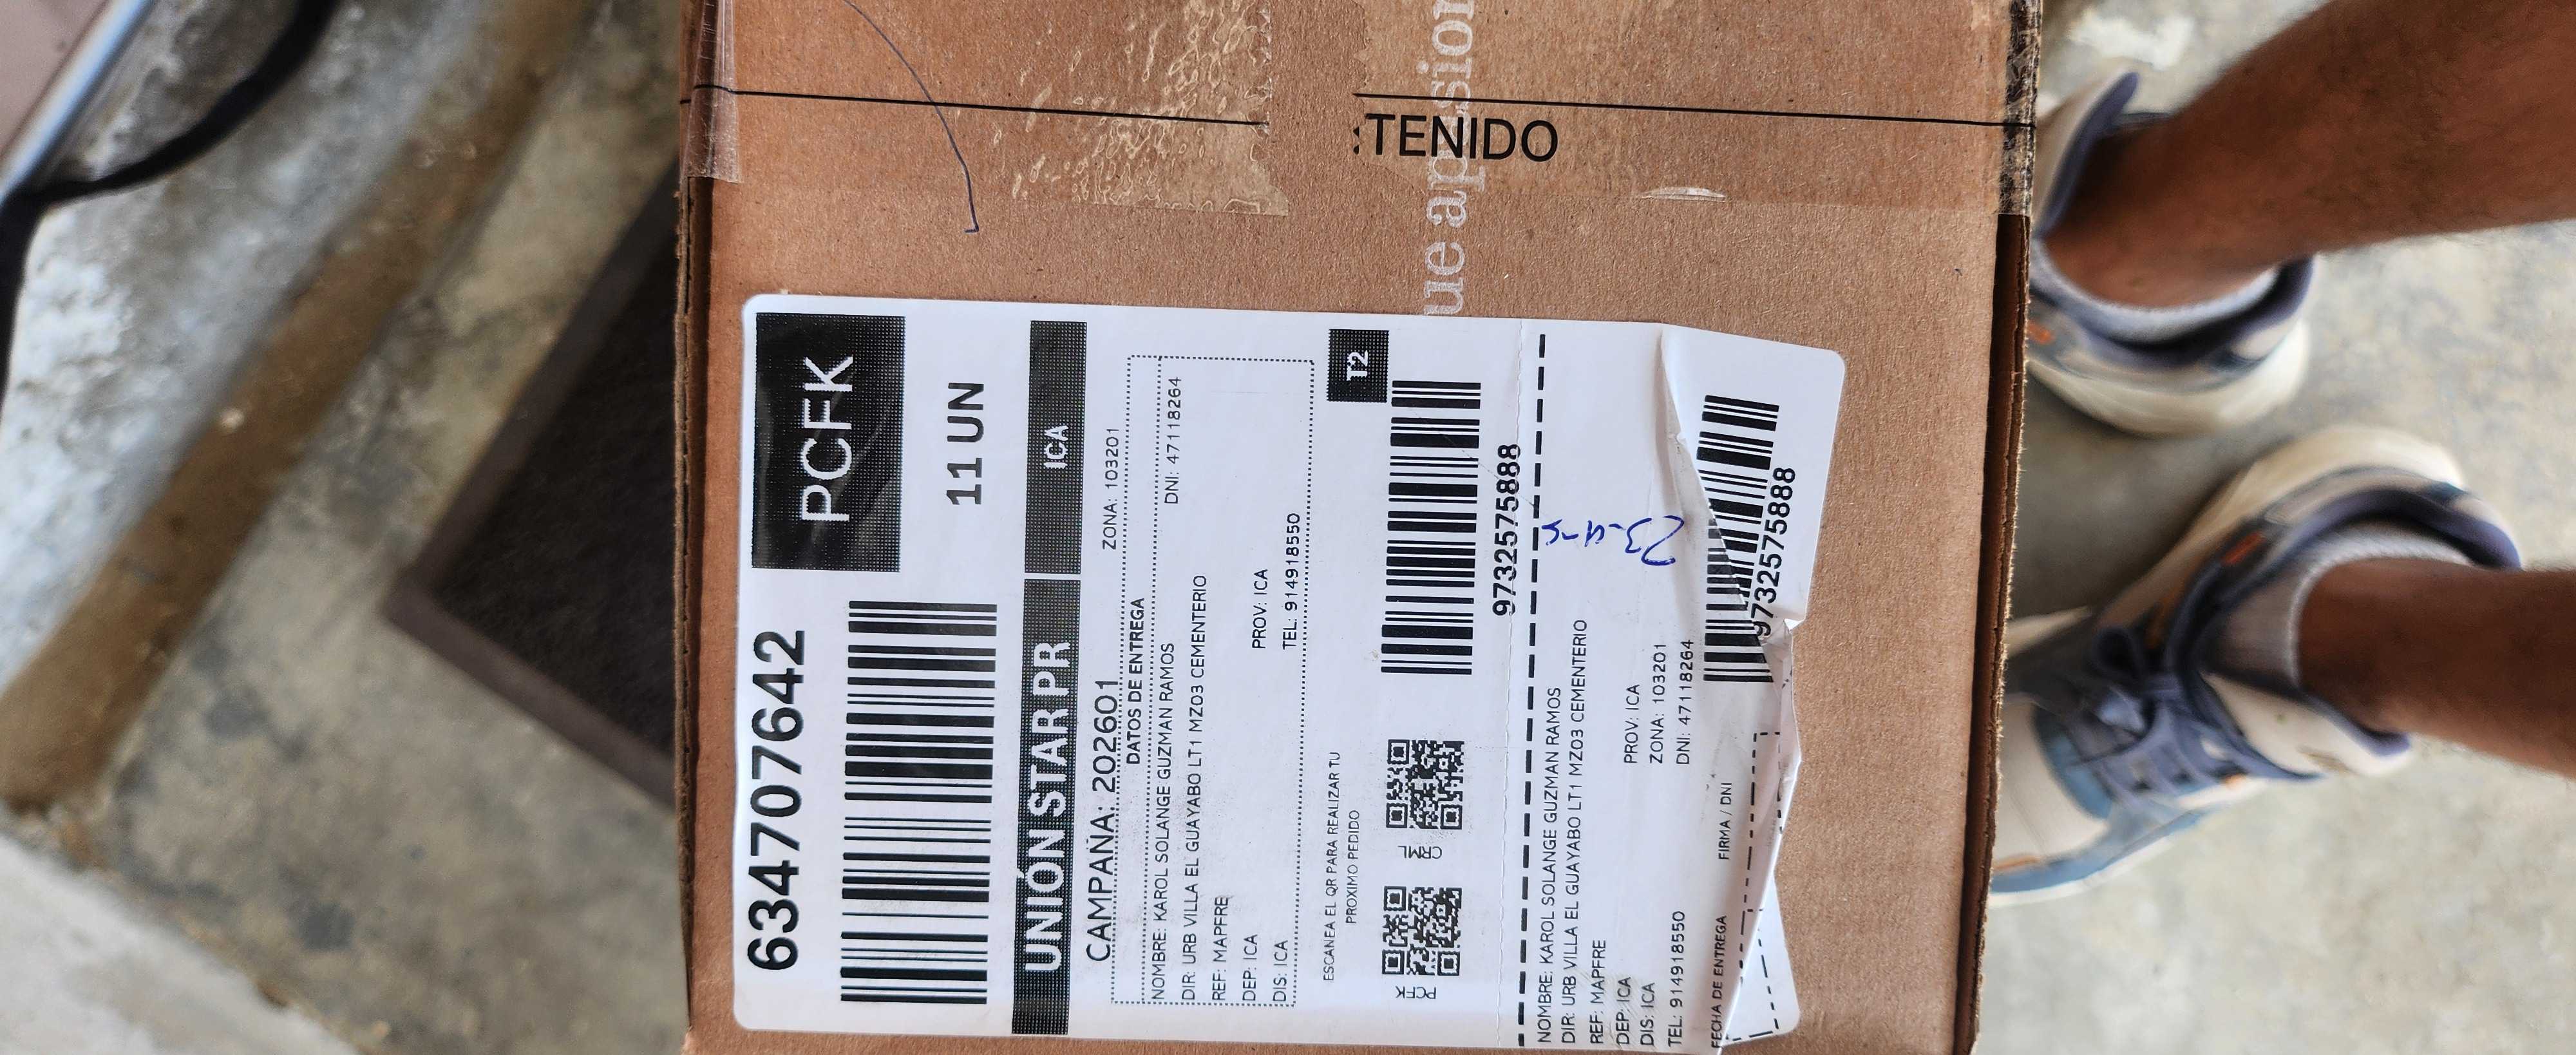 :TENIDO
ue apasion
6347077642
PCFK
11 UN
UNIÓN STAR PR
ICA
CAMPAÑA: 202601
ZONA: 103201
DATOS DE ENTREGA
NOMBRE: KAROL SOLANGE GUZMAN RAMOS
DNI: 47118264
DIR: URB VILLA EL GUAYABO LT1 MZ03 CEMENTERIO
REF: MAPFRE
DEP: ICA
PROV: ICA
DIS: ICA
TEL: 914918550
ESCANEA EL QR PARA REALIZAR TU
PROXIMO PEDIDO
T2
PCFK
CRML
9732575888
NOMBRE: KAROL SOLANGE GUZMAN RAMOS
DIR: URB VILLA EL GUAYABO LT1 MZ03 CEMENTERIO
REF: MAPFRE
DEP: ICA
PROV: ICA
DIS: ICA
ZONA: 103201
TEL: 914918550
DNI: 47118264
FECHA DE ENTREGA
FIRMA / DNI
9732575888